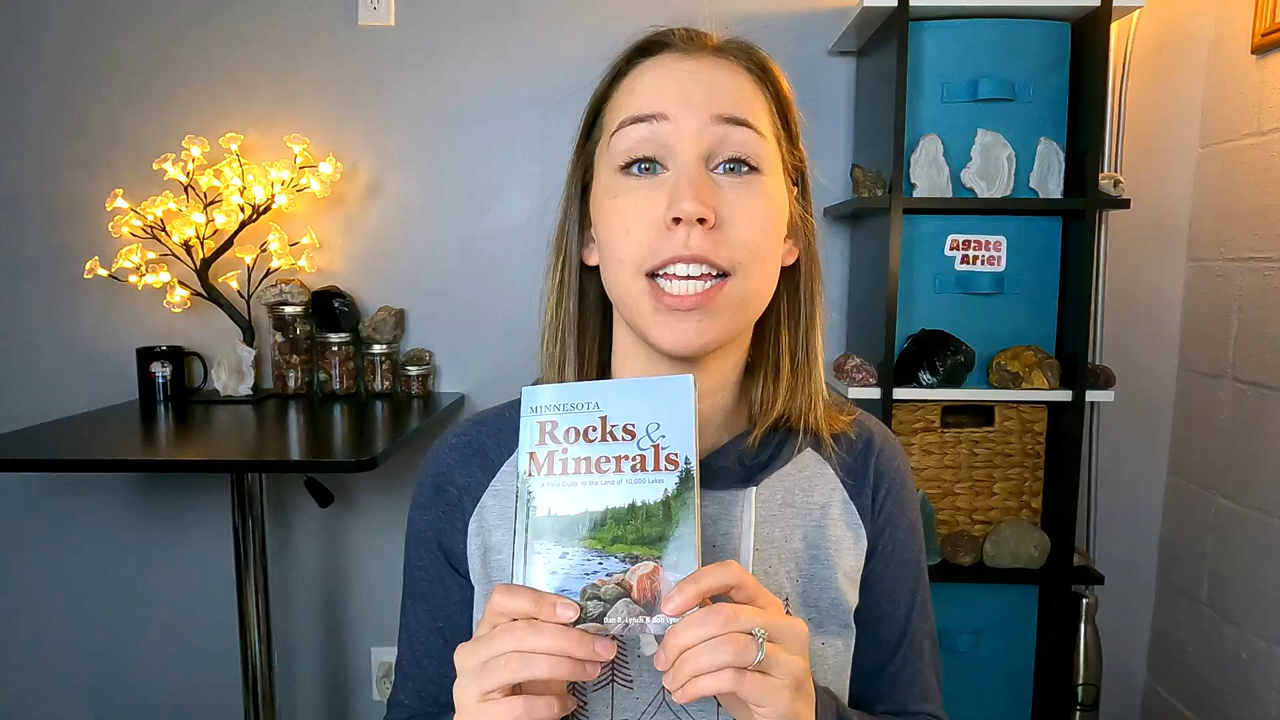 Agate
Ariel
MINNESOTA
Rocks &
Minerals
a Field Guide to the Land of 10,000 Lakes
Dan R. Lynch & Bob Lynch